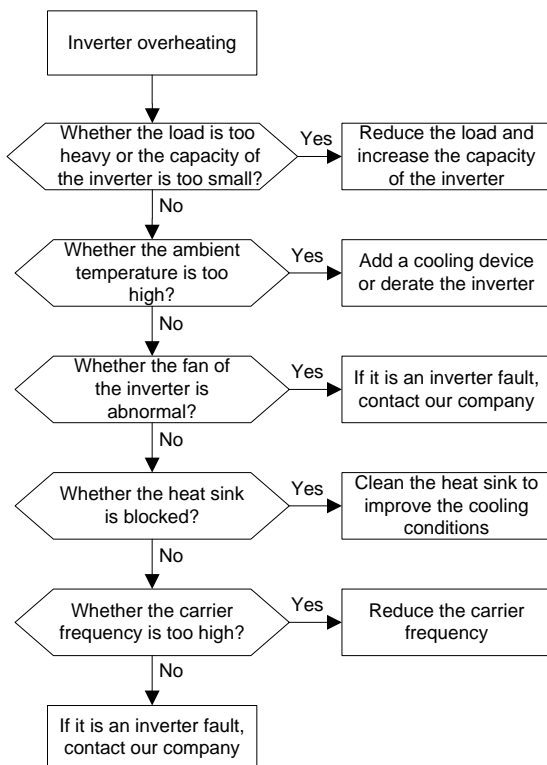 Inverter overheating
Whether the load is too
heavy or the capacity of
the inverter is too small?
Yes
Reduce the load and
increase the capacity
of the inverter
No
Whether the ambient
temperature is too
high?
Yes
Add a cooling device
or derate the inverter
No
Whether the fan of
the inverter is
abnormal?
Yes
If it is an inverter fault,
contact our company
No
Whether the heat sink
is blocked?
Yes
Clean the heat sink to
improve the cooling
conditions
No
Whether the carrier
frequency is too high?
Yes
Reduce the carrier
frequency
No
If it is an inverter fault,
contact our company